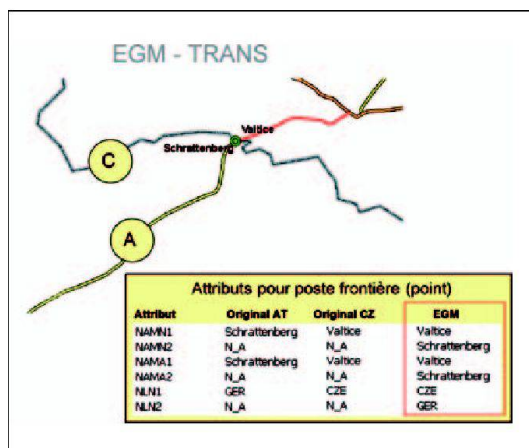 EGM - TRANS
Valtice
Schrattenberg
C
A
Attributs pour poste frontière (point)
Attribut Original AT Original CZ EGM
NAMN1 Schrattenberg Valtice Valtice
NAMN2 N_A N_A Schrattenberg
NAMA1 Schrattenberg Valtice Valtice
NAMA2 N_A N_A Schrattenberg
NLN1 GER CZE CZE
NLN2 N_A N_A GER